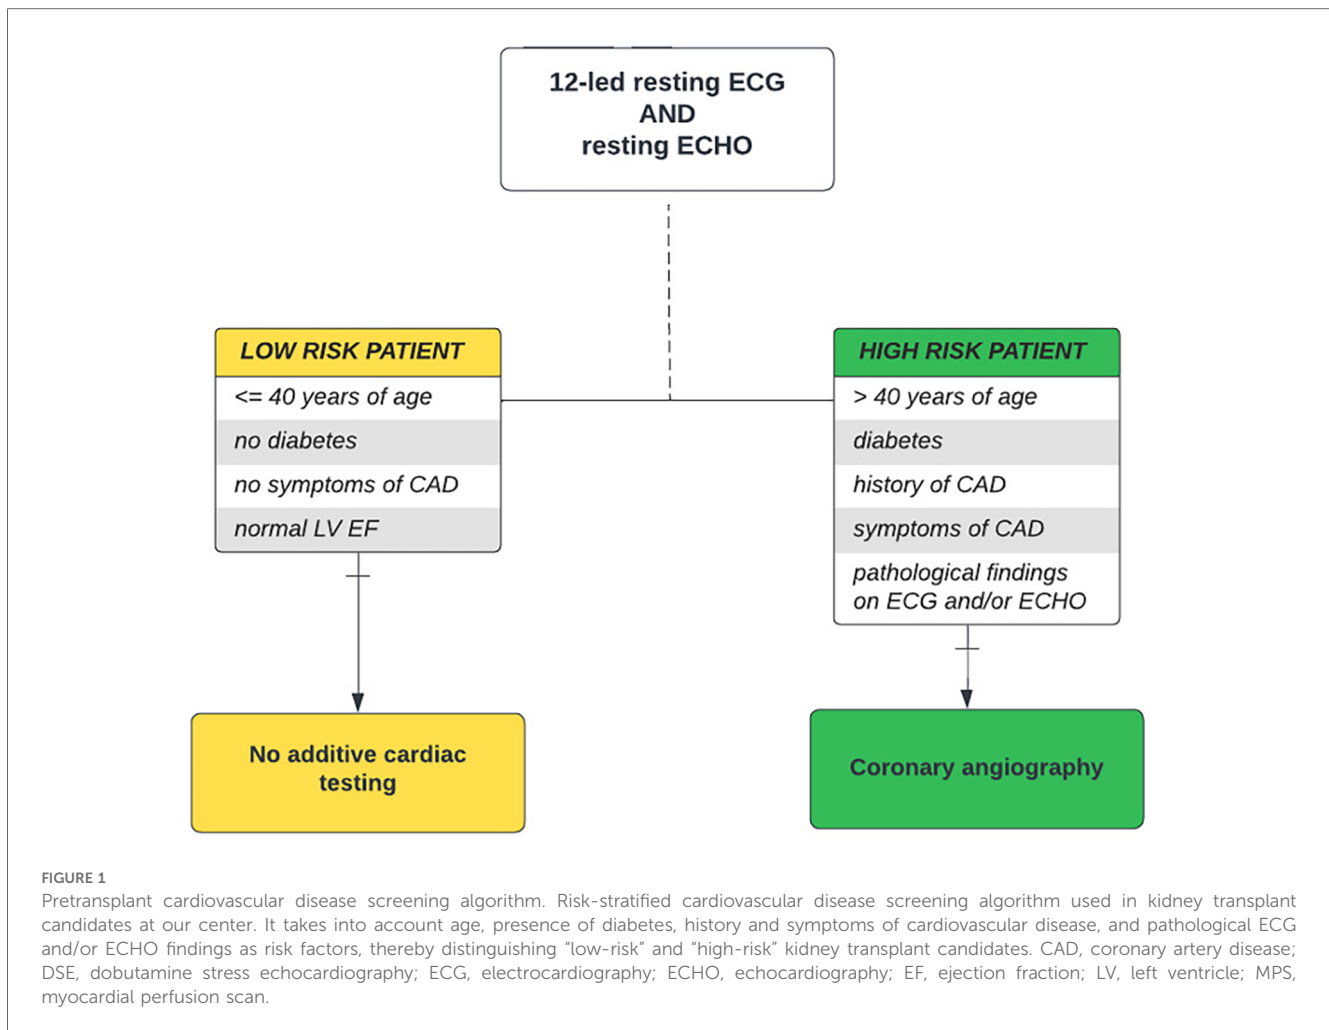 12-led resting ECG
AND
resting ECHO
LOW RISK PATIENT
<= 40 years of age
no diabetes
no symptoms of CAD
normal LV EF
HIGH RISK PATIENT
> 40 years of age
diabetes
history of CAD
symptoms of CAD
pathological findings
on ECG and/or ECHO
No additive cardiac
testing
Coronary angiography
FIGURE 1
Pretransplant cardiovascular disease screening algorithm. Risk-stratified cardiovascular disease screening algorithm used in kidney transplant
candidates at our center. It takes into account age, presence of diabetes, history and symptoms of cardiovascular disease, and pathological ECG
and/or ECHO findings as risk factors, thereby distinguishing “low-risk” and “high-risk” kidney transplant candidates. CAD, coronary artery disease;
DSE, dobutamine stress echocardiography; ECG, electrocardiography; ECHO, echocardiography; EF, ejection fraction; LV, left ventricle; MPS,
myocardial perfusion scan.